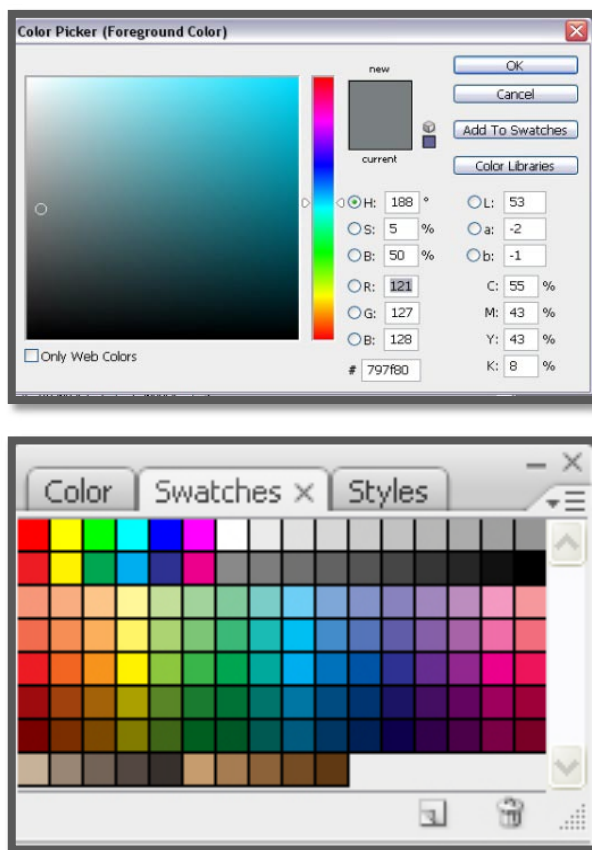 Color Picker (Foreground Color)
new
current
OK
Cancel
Add To Swatches
Color Libraries
H: 188 °
S: 5 %
B: 50 %
R: 121
G: 127
B: 128
# 797f80
L: 53
a: -2
b: -1
C: 55 %
M: 43 %
Y: 43 %
K: 8 %
Only Web Colors
Color Swatches × Styles